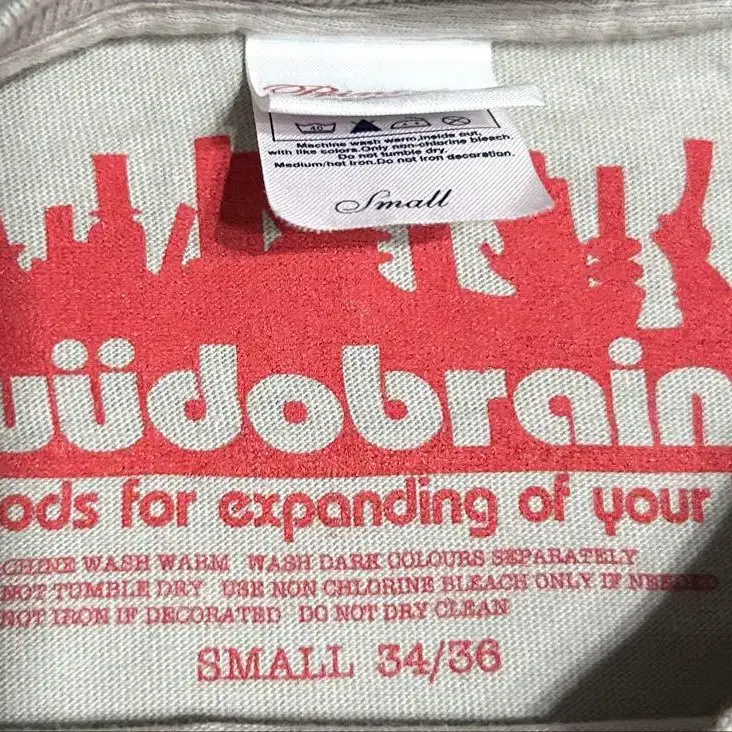 40
Machine wash warm,inside out,
with like colors.Only non-chlorine bleach.
Do not tumble dry.
Medium/hot iron.Do not iron decoration.
Small
üdobrain
ods for expanding of your
CHINE WASH WARM WASH DARK COLOURS SEPARATELY
NOT TUMBLE DRY USE NON CHLORINE BLEACH ONLY IF NEEDED
NOT IRON IF DECORATED DO NOT DRY CLEAN
SMALL 34/36